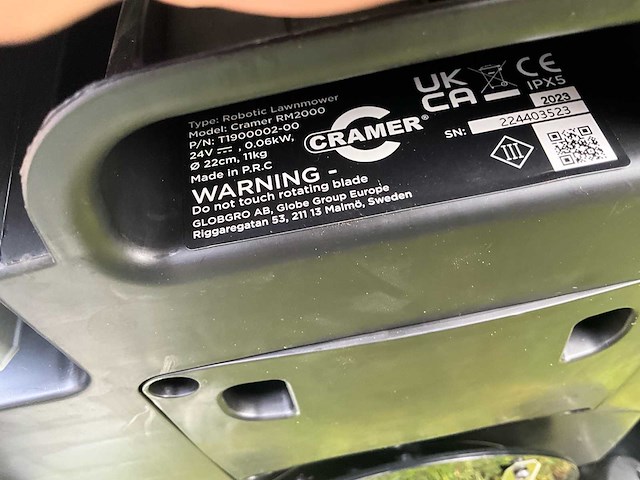 Type: Robotic Lawnmower
Model: Cramer RM2000
P/N: T1900002-00
24V ⎓, 0.06kW,
Ø 22cm, 11kg
Made in P.R.C
WARNING -
Do not touch rotating blade
GLOBGRO AB, Globe Group Europe
Riggaregatan 53, 211 13 Malmö, Sweden
CRAMER®
UK
CA
CE
IPX5
2023
SN: 224403523
III